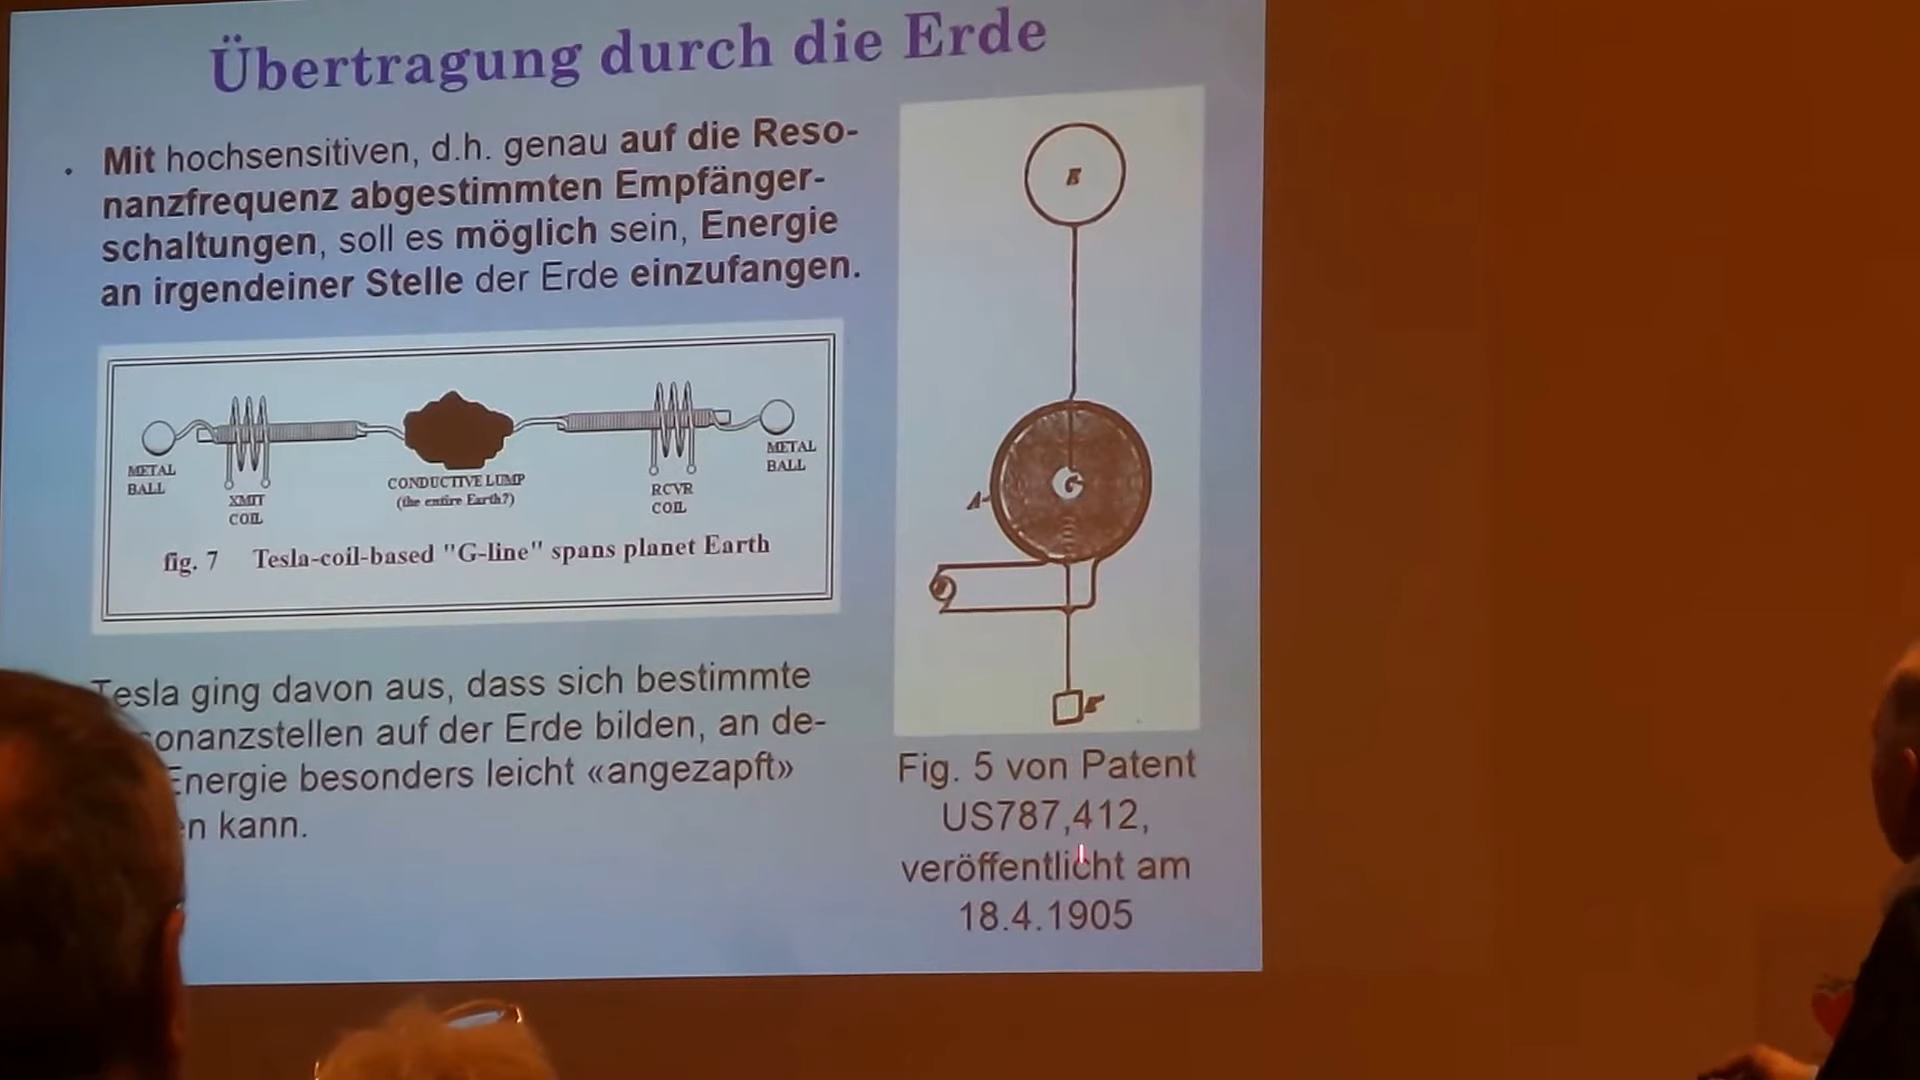 Übertragung durch die Erde
. Mit hochsensitiven, d.h. genau auf die Reso-
nanzfrequenz abgestimmten Empfänger-
schaltungen, soll es möglich sein, Energie
an irgendeiner Stelle der Erde einzufangen.
METAL
BALL
XMIT
COIL
CONDUCTIVE LUMP
(the entire Earth?)
RCVR
COIL
METAL
BALL
fig. 7 Tesla-coil-based "G-line" spans planet Earth
Tesla ging davon aus, dass sich bestimmte
onanzstellen auf der Erde bilden, an de-
Energie besonders leicht «angezapft»
en kann.
E
A
C
E'
Fig. 5 von Patent
US787,412,
veröffentlicht am
18.4.1905